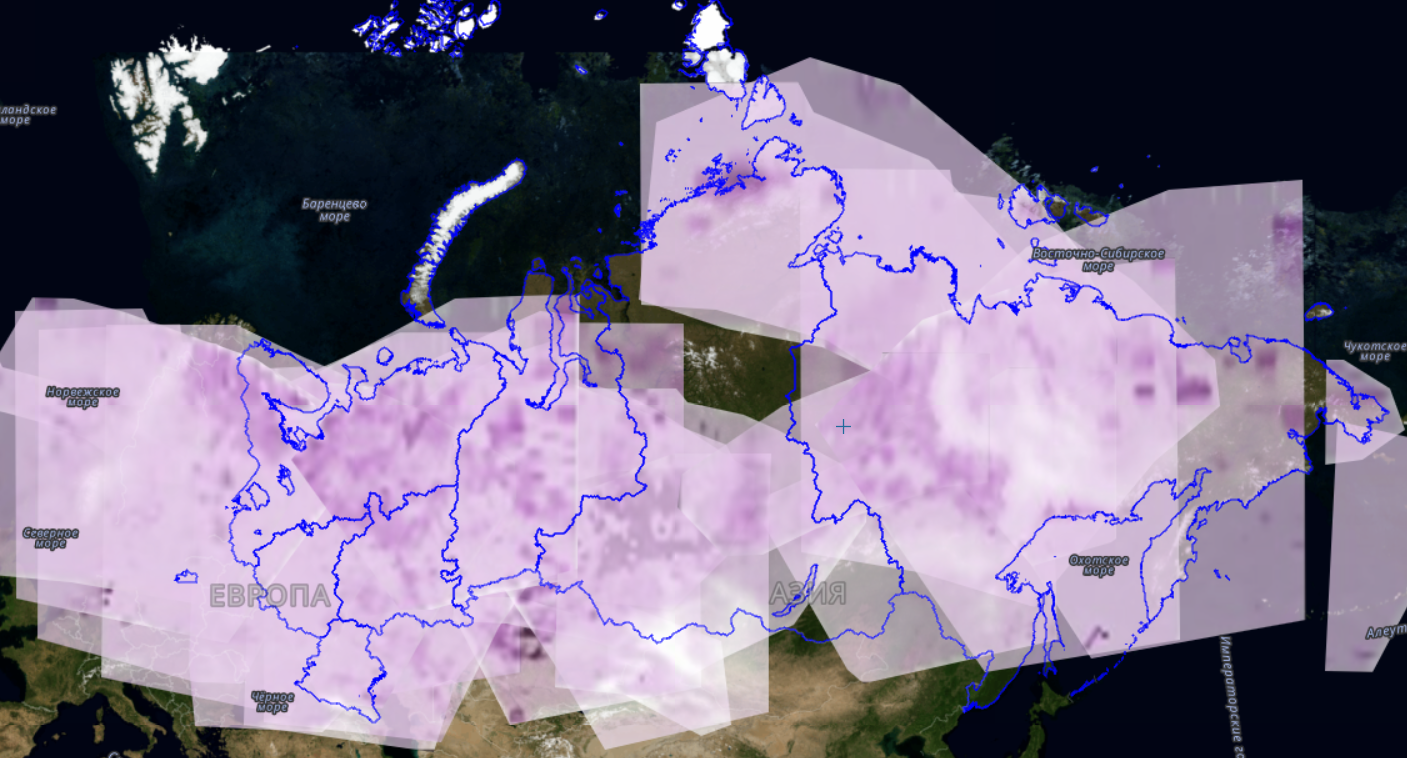 ландское
море
Баренцево
море
Восточно-Сибирское
море
Чукотское
море
Норвежское
море
Северное
море
Охотское
море
ЕВРОПА
АЗИЯ
Алеут
Чёрное
море
Императорские го